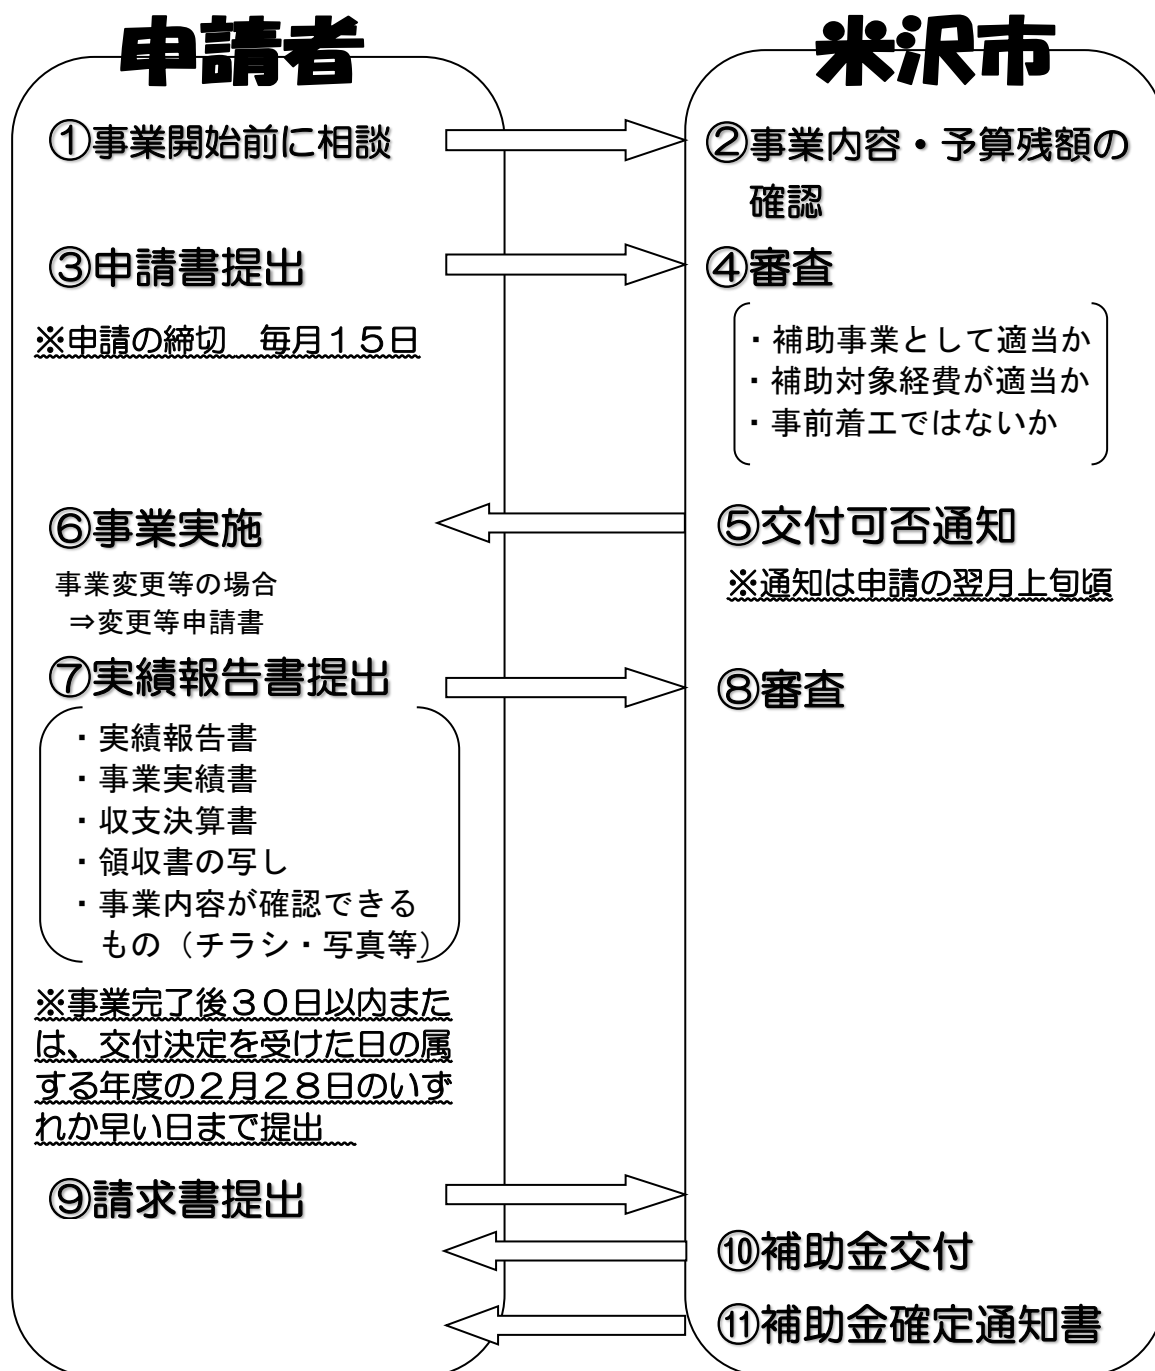 申請者
米沢市
①事業開始前に相談
②事業内容・予算残額の
確認
③申請書提出
④審査
※申請の締切　毎月１５日
・補助事業として適当か
・補助対象経費が適当か
・事前着工ではないか
⑥事業実施
⑤交付可否通知
事業変更等の場合
⇒変更等申請書
※通知は申請の翌月上旬頃
⑦実績報告書提出
⑧審査
・実績報告書
・事業実績書
・収支決算書
・領収書の写し
・事業内容が確認できる
もの（チラシ・写真等）
※事業完了後３０日以内また
は、交付決定を受けた日の属
する年度の２月２８日のいず
れか早い日まで提出
⑨請求書提出
⑩補助金交付
⑪補助金確定通知書